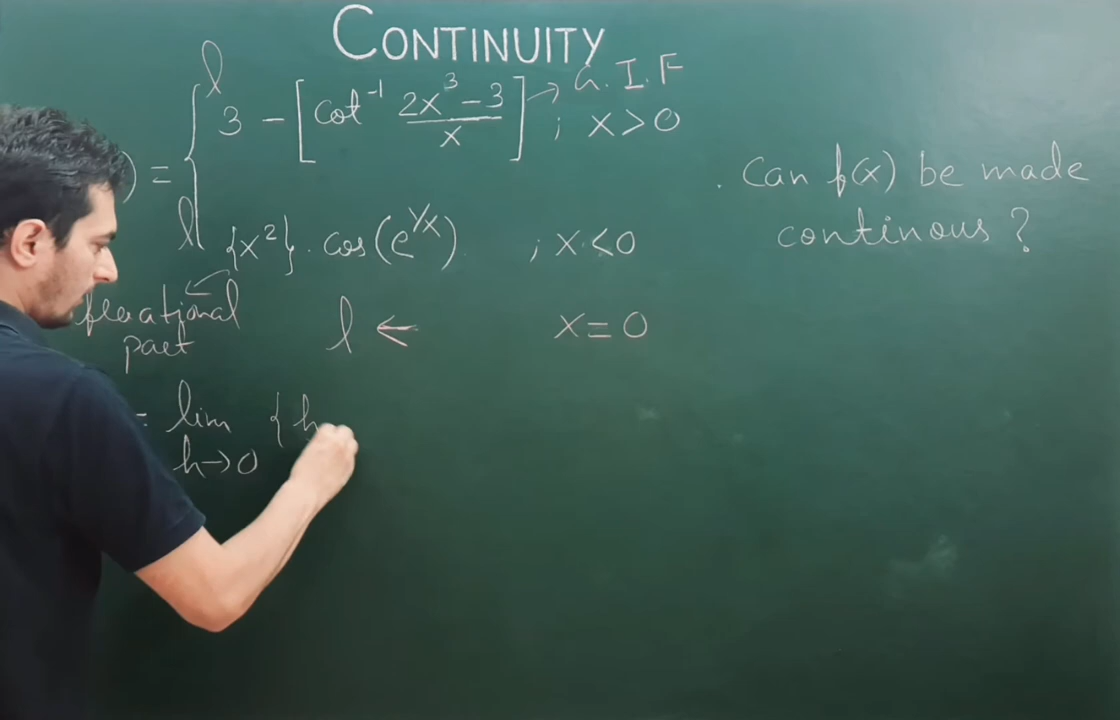 CONTINUITY
l
) = { 3 - [cot⁻¹ (2x³ - 3)/x] → G.I.F ; x > 0
l {x²} . cos(e^(1/x)) ; x < 0
. Can f(x) be made
continous ?
part
l ← x = 0
= lim { h
h → 0